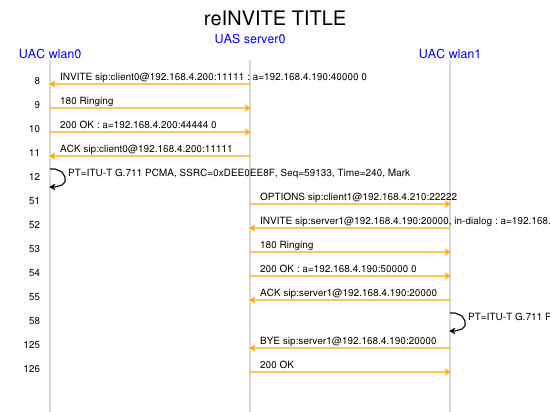 reINVITE TITLE
UAS server0
UAC wlan0 UAC wlan1
8 INVITE sip:client0@192.168.4.200:11111 : a=192.168.4.190:40000 0
9 180 Ringing
10 200 OK : a=192.168.4.200:44444 0
11 ACK sip:client0@192.168.4.200:11111
12 PT=ITU-T G.711 PCMA, SSRC=0xDEE0EE8F, Seq=59133, Time=240, Mark
51 OPTIONS sip:client1@192.168.4.210:22222
52 INVITE sip:server1@192.168.4.190:20000, in-dialog : a=192.168.
53 180 Ringing
54 200 OK : a=192.168.4.190:50000 0
55 ACK sip:server1@192.168.4.190:20000
58 PT=ITU-T G.711 P
125 BYE sip:server1@192.168.4.190:20000
126 200 OK